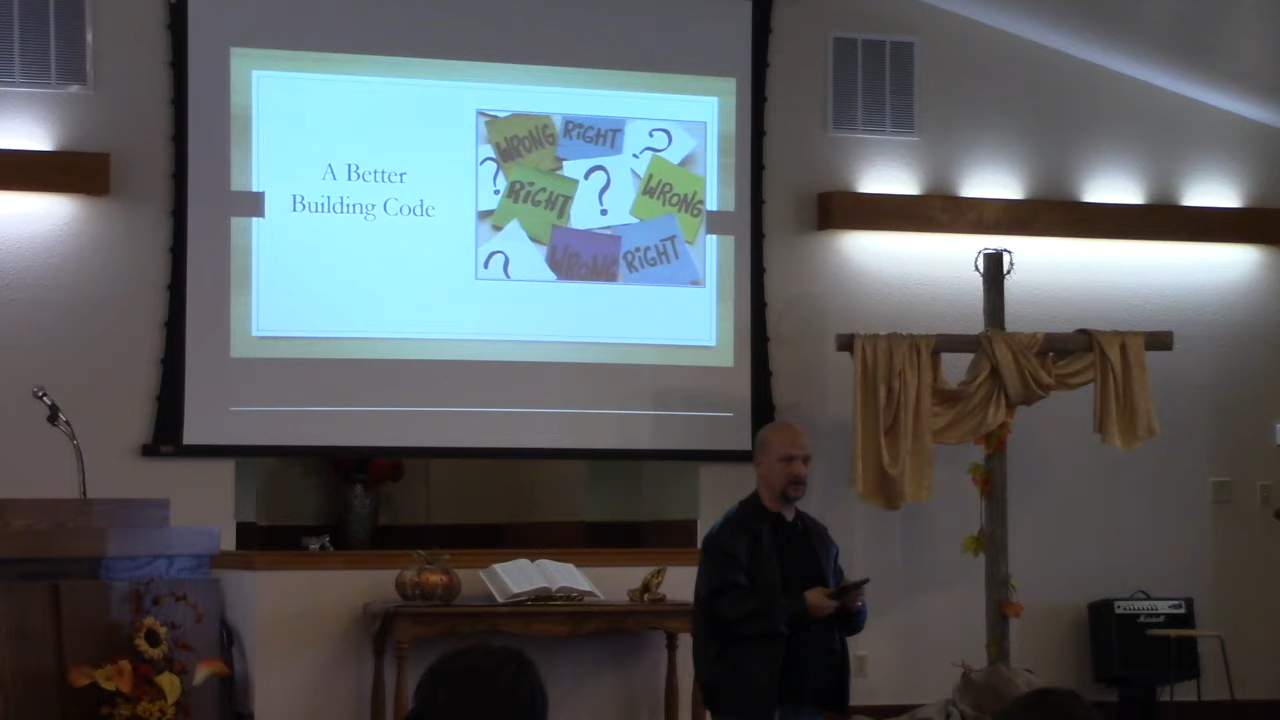 A Better
Building Code
WRONG RIGHT ?
? RIGHT ? WRONG
? WRONG RIGHT
Marshall